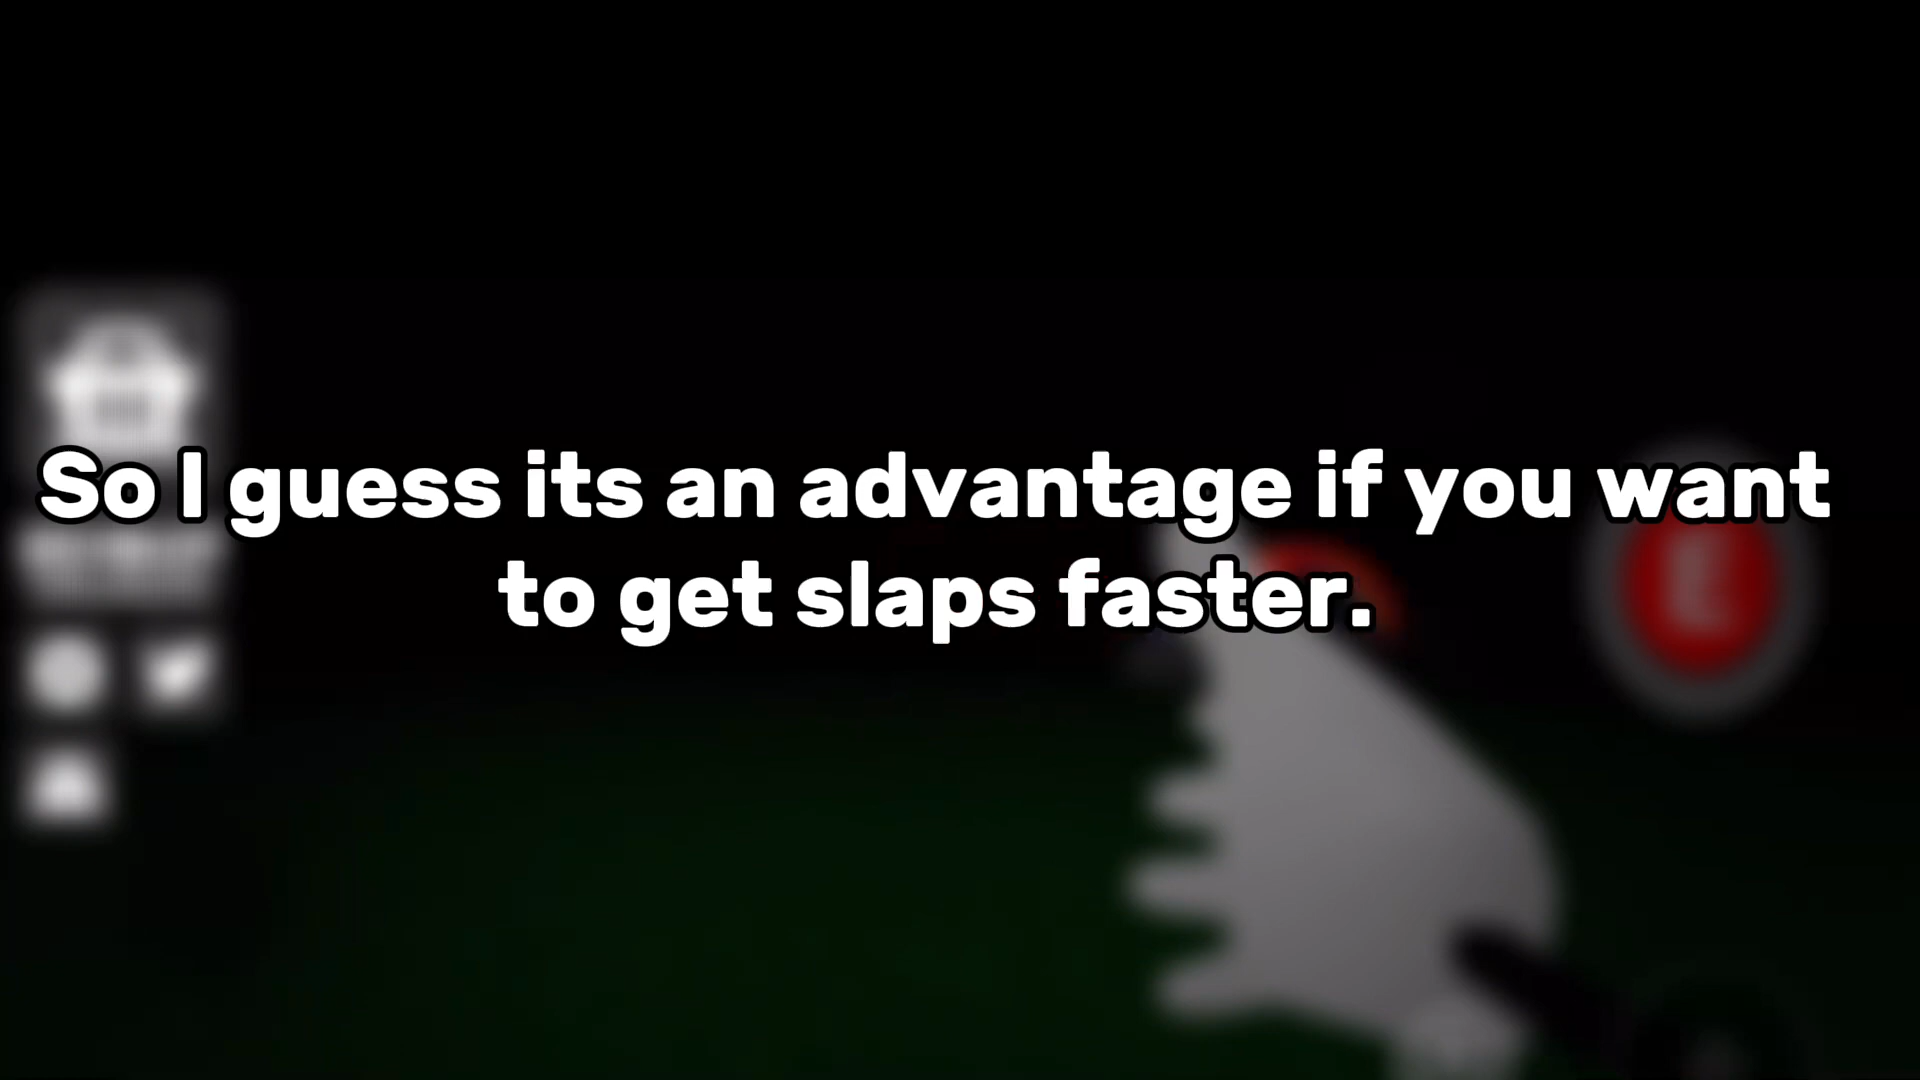 So I guess its an advantage if you want
to get slaps faster.
E